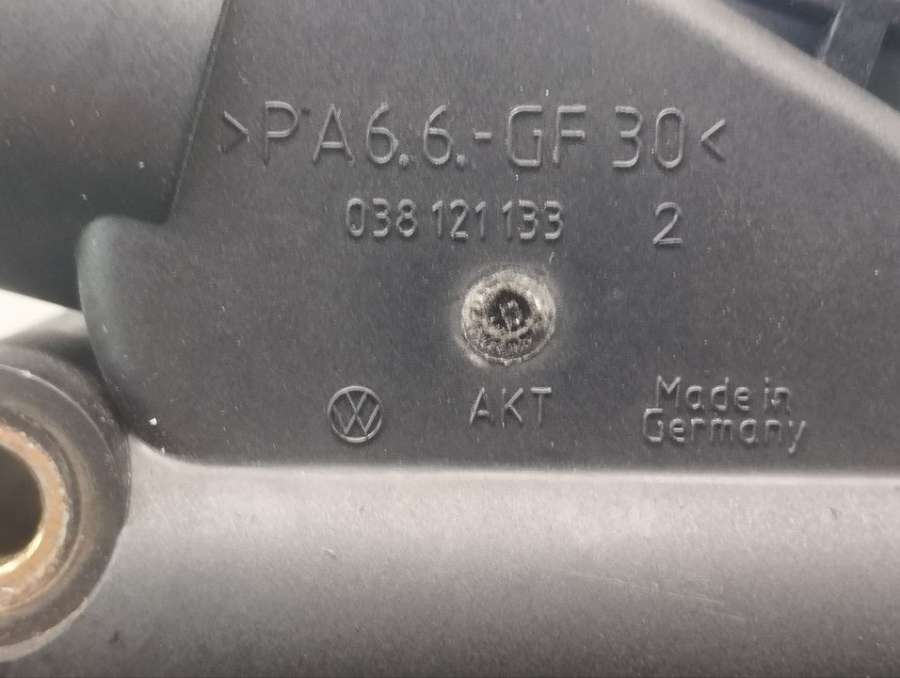 >PA6.6.-GF30<
038 121 133 2
AKT
Made in
Germany